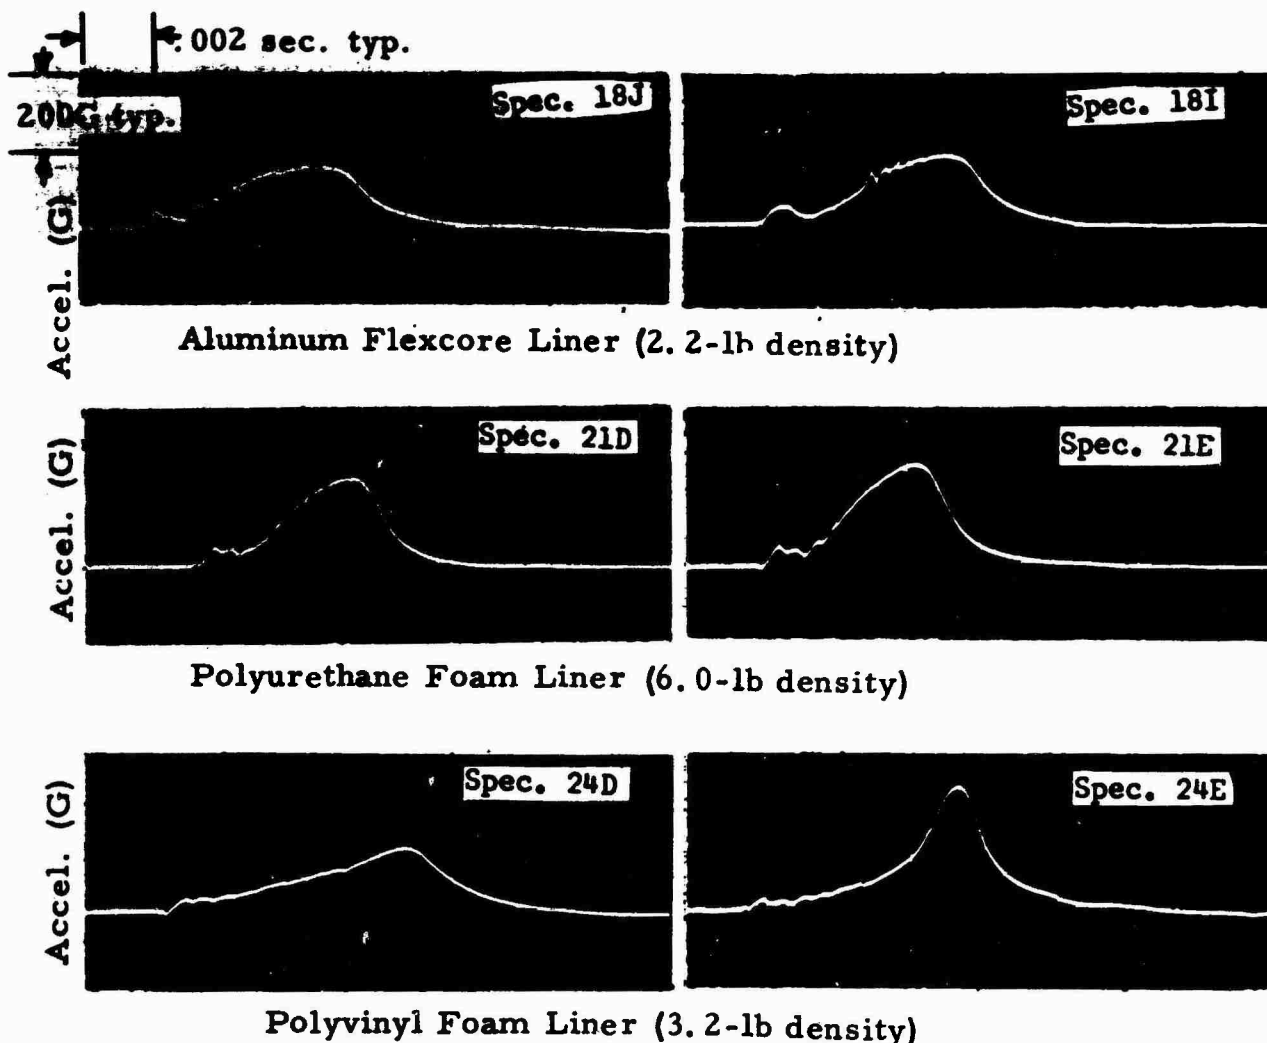 .002 sec. typ.
200G typ.
Spec. 18J
Spec. 18I
Accel. (G)
Aluminum Flexcore Liner (2.2-lb density)
Spec. 21D
Spec. 21E
Accel. (G)
Polyurethane Foam Liner (6.0-lb density)
Spec. 24D
Spec. 24E
Accel. (G)
Polyvinyl Foam Liner (3.2-lb density)